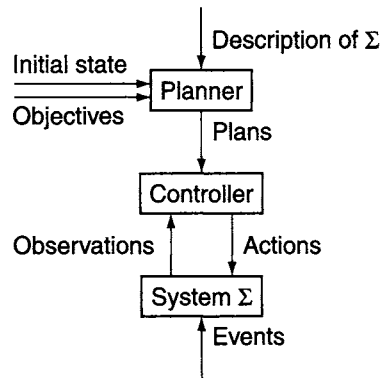 Description of Σ
Initial state
Planner
Objectives
Plans
Controller
Observations
Actions
System Σ
Events